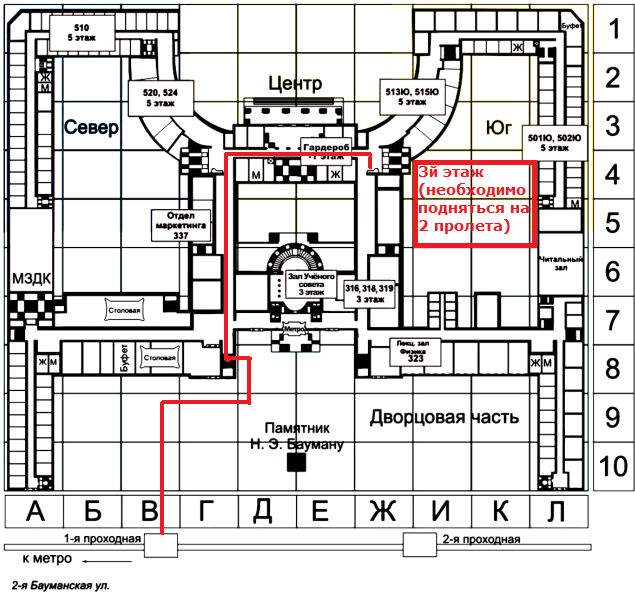 510
5 этаж
Буфет
Ж
1
Центр
520, 524
5 этаж
513Ю, 515Ю
5 этаж
Ж
М
2
Север
Юг
501Ю, 502Ю
5 этаж
3
Гардероб
-1 этаж
М
Ж
3й этаж
(необходимо
подняться на
2 пролета)
4
Отдел
маркетинга
337
5
МЗДК
Зал Учёного
совета
3 этаж
316, 318, 319
3 этаж
Читальный
зал
6
Столовая
Метро
7
Ж
М
Буфет
Столовая
Лекц. зал
Физика
323
М
Ж
8
Памятник
Н. Э. Бауману
Дворцовая часть
9
10
А
Б
В
Г
Д
Е
Ж
И
К
Л
1-я проходная
2-я проходная
к метро
2-я Бауманская ул.